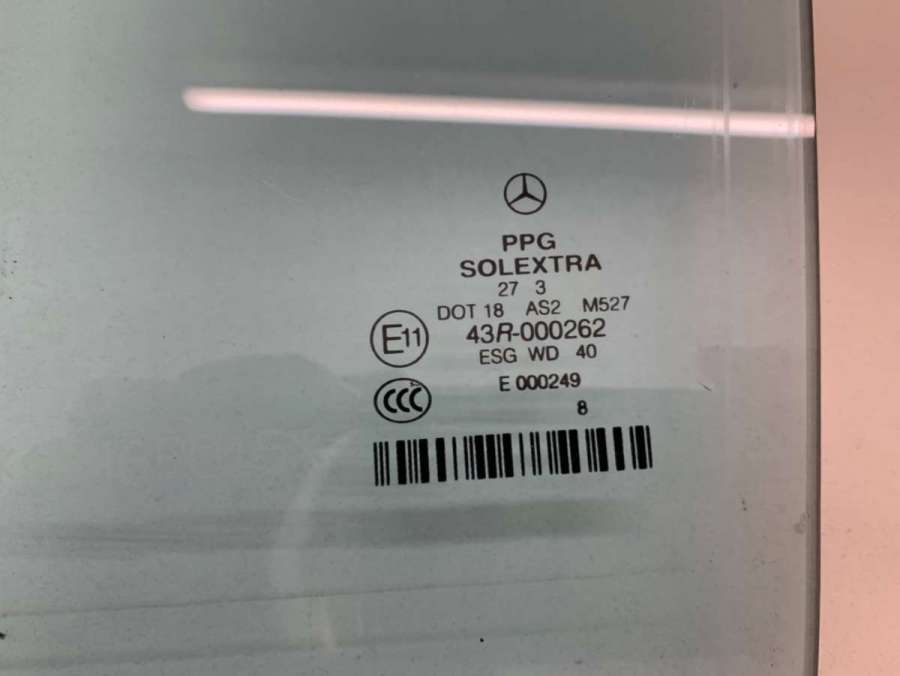 PPG
SOLEXTRA
27 3
DOT 18 AS2 M527
E11 43R-000262
ESG WD 40
CCC E 000249
8